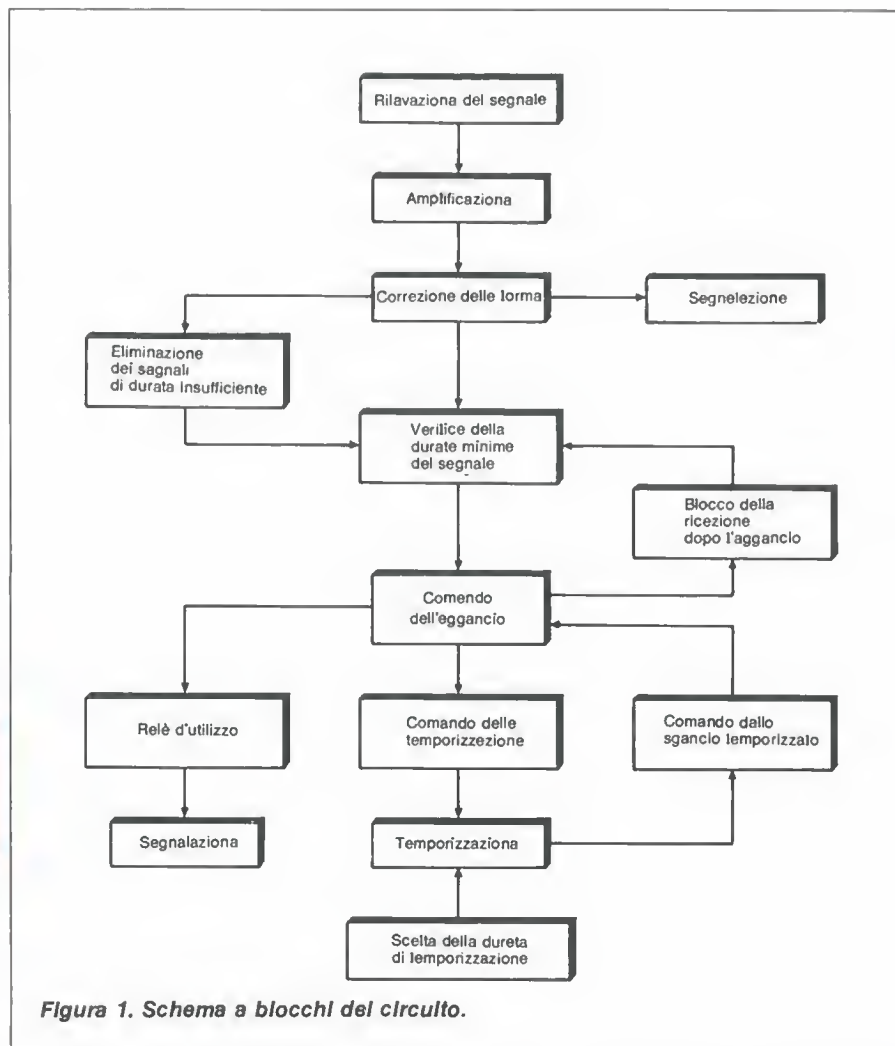 Rilavaziona del segnale
Amplificaziona
Correzione delle lorma
Segnelezione
Eliminazione
dei sagnali
di durata Insufficiente
Verilice della
durate minime
del segnale
Blocco della
ricezione
dopo l'aggancio
Comendo
dell'eggancio
Relè d'utilizzo
Comando delle
temporizzezione
Comando dallo
sgancio lemporizzalo
Segnalaziona
Temporizzaziona
Scelta della dureta
di lemporizzazione
Figura 1. Schema a blocchi del circuito.